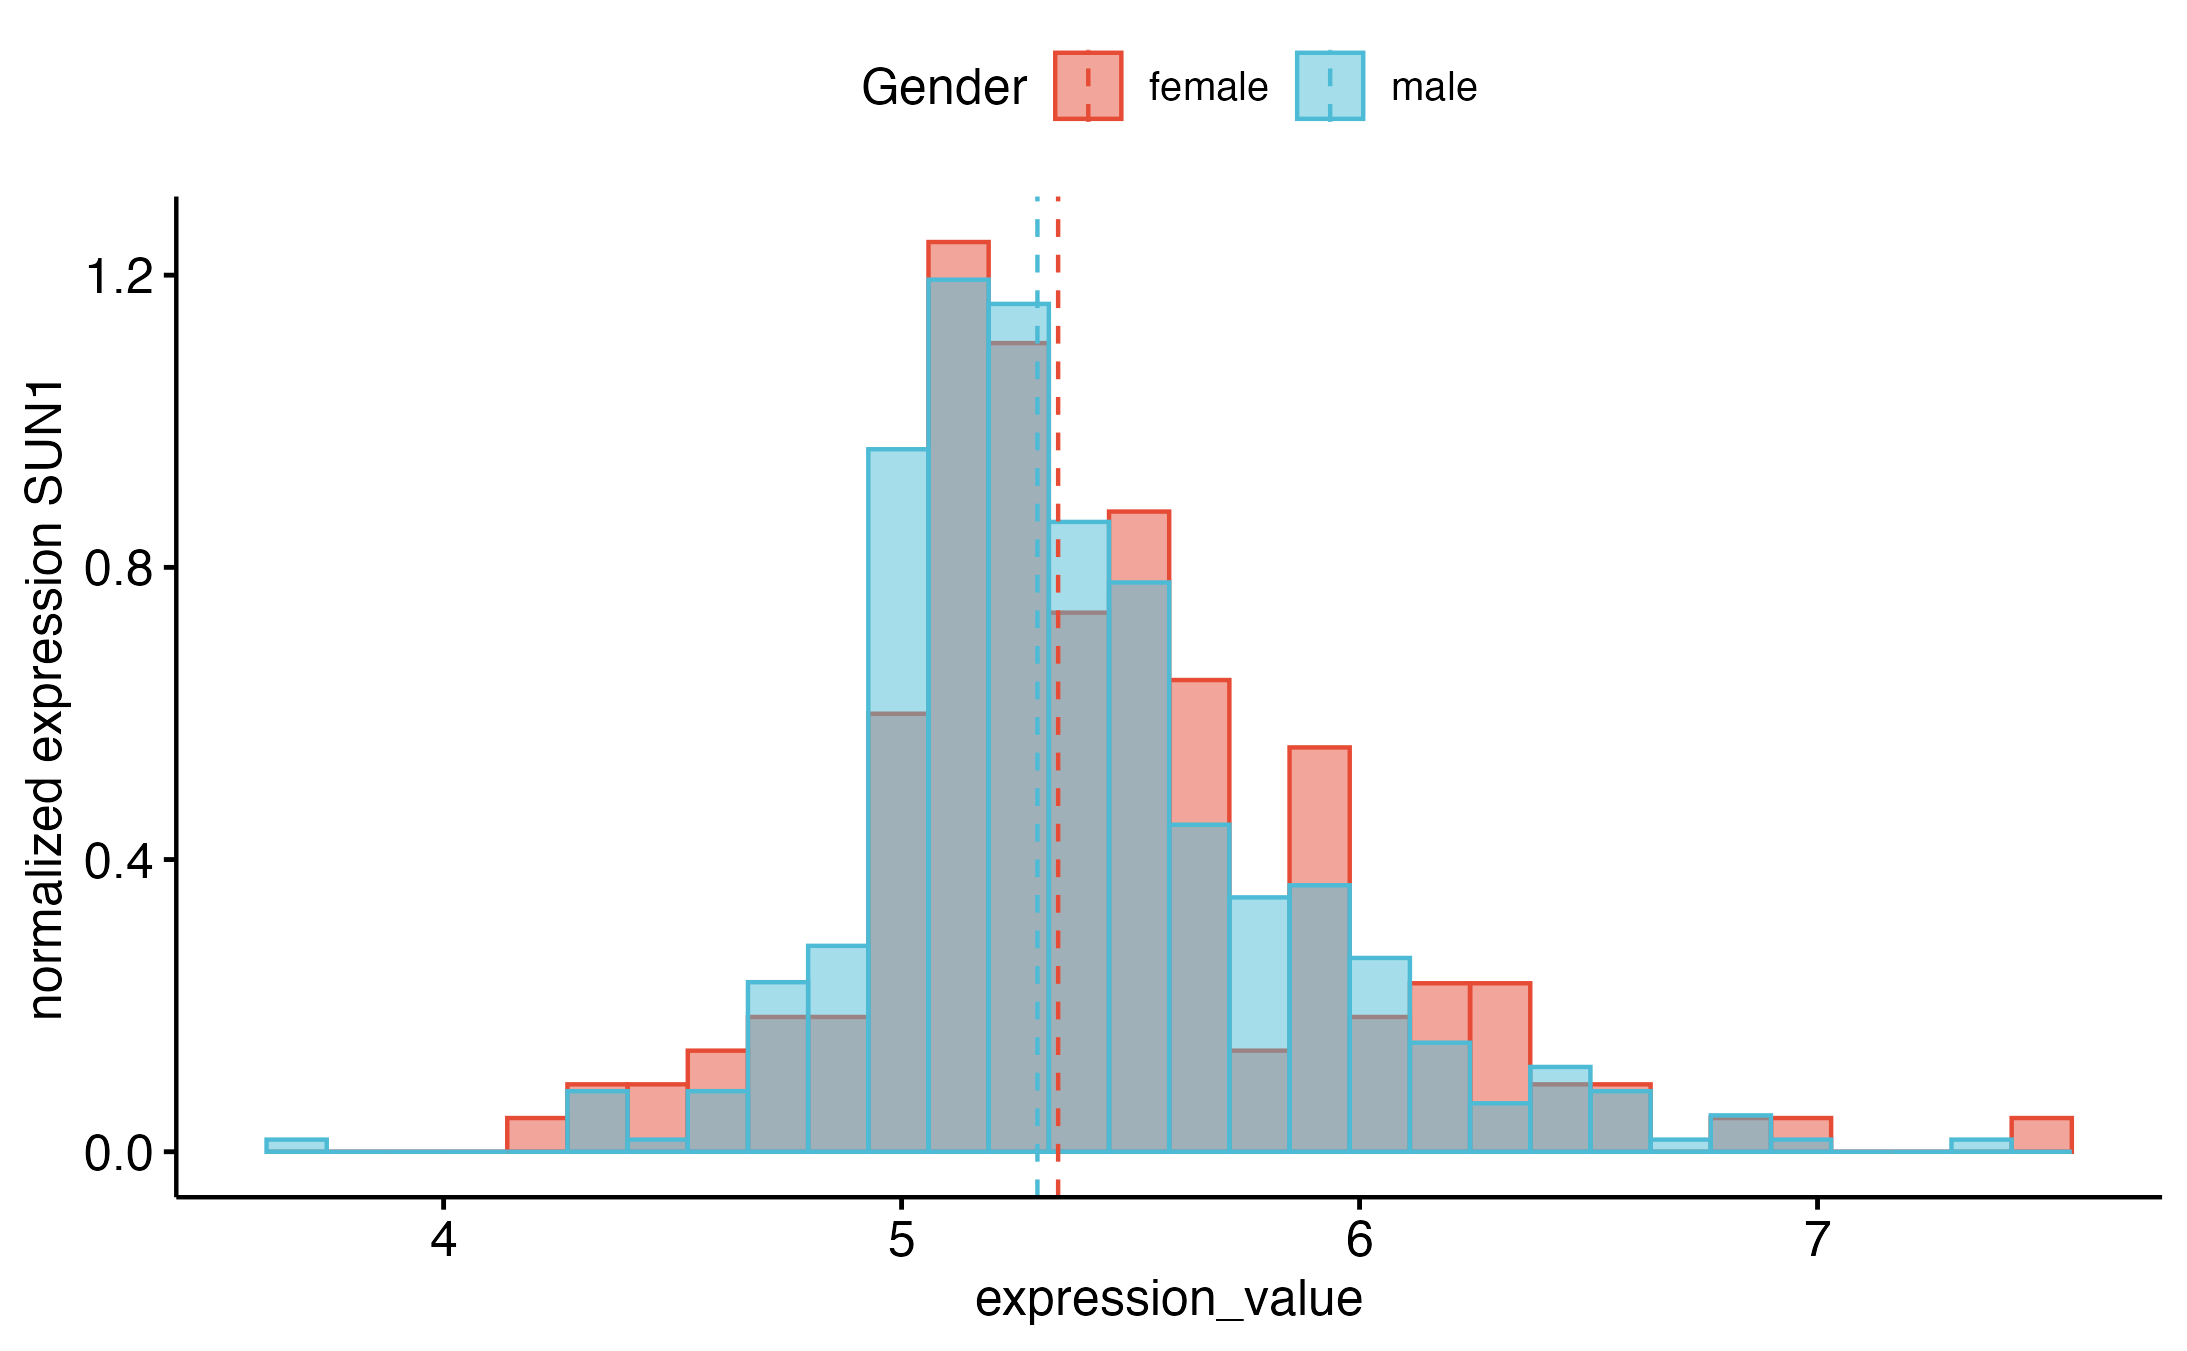 Gender female male
normalized expression SUN1
1.2
0.8
0.4
0.0
4 5 6 7
expression_value